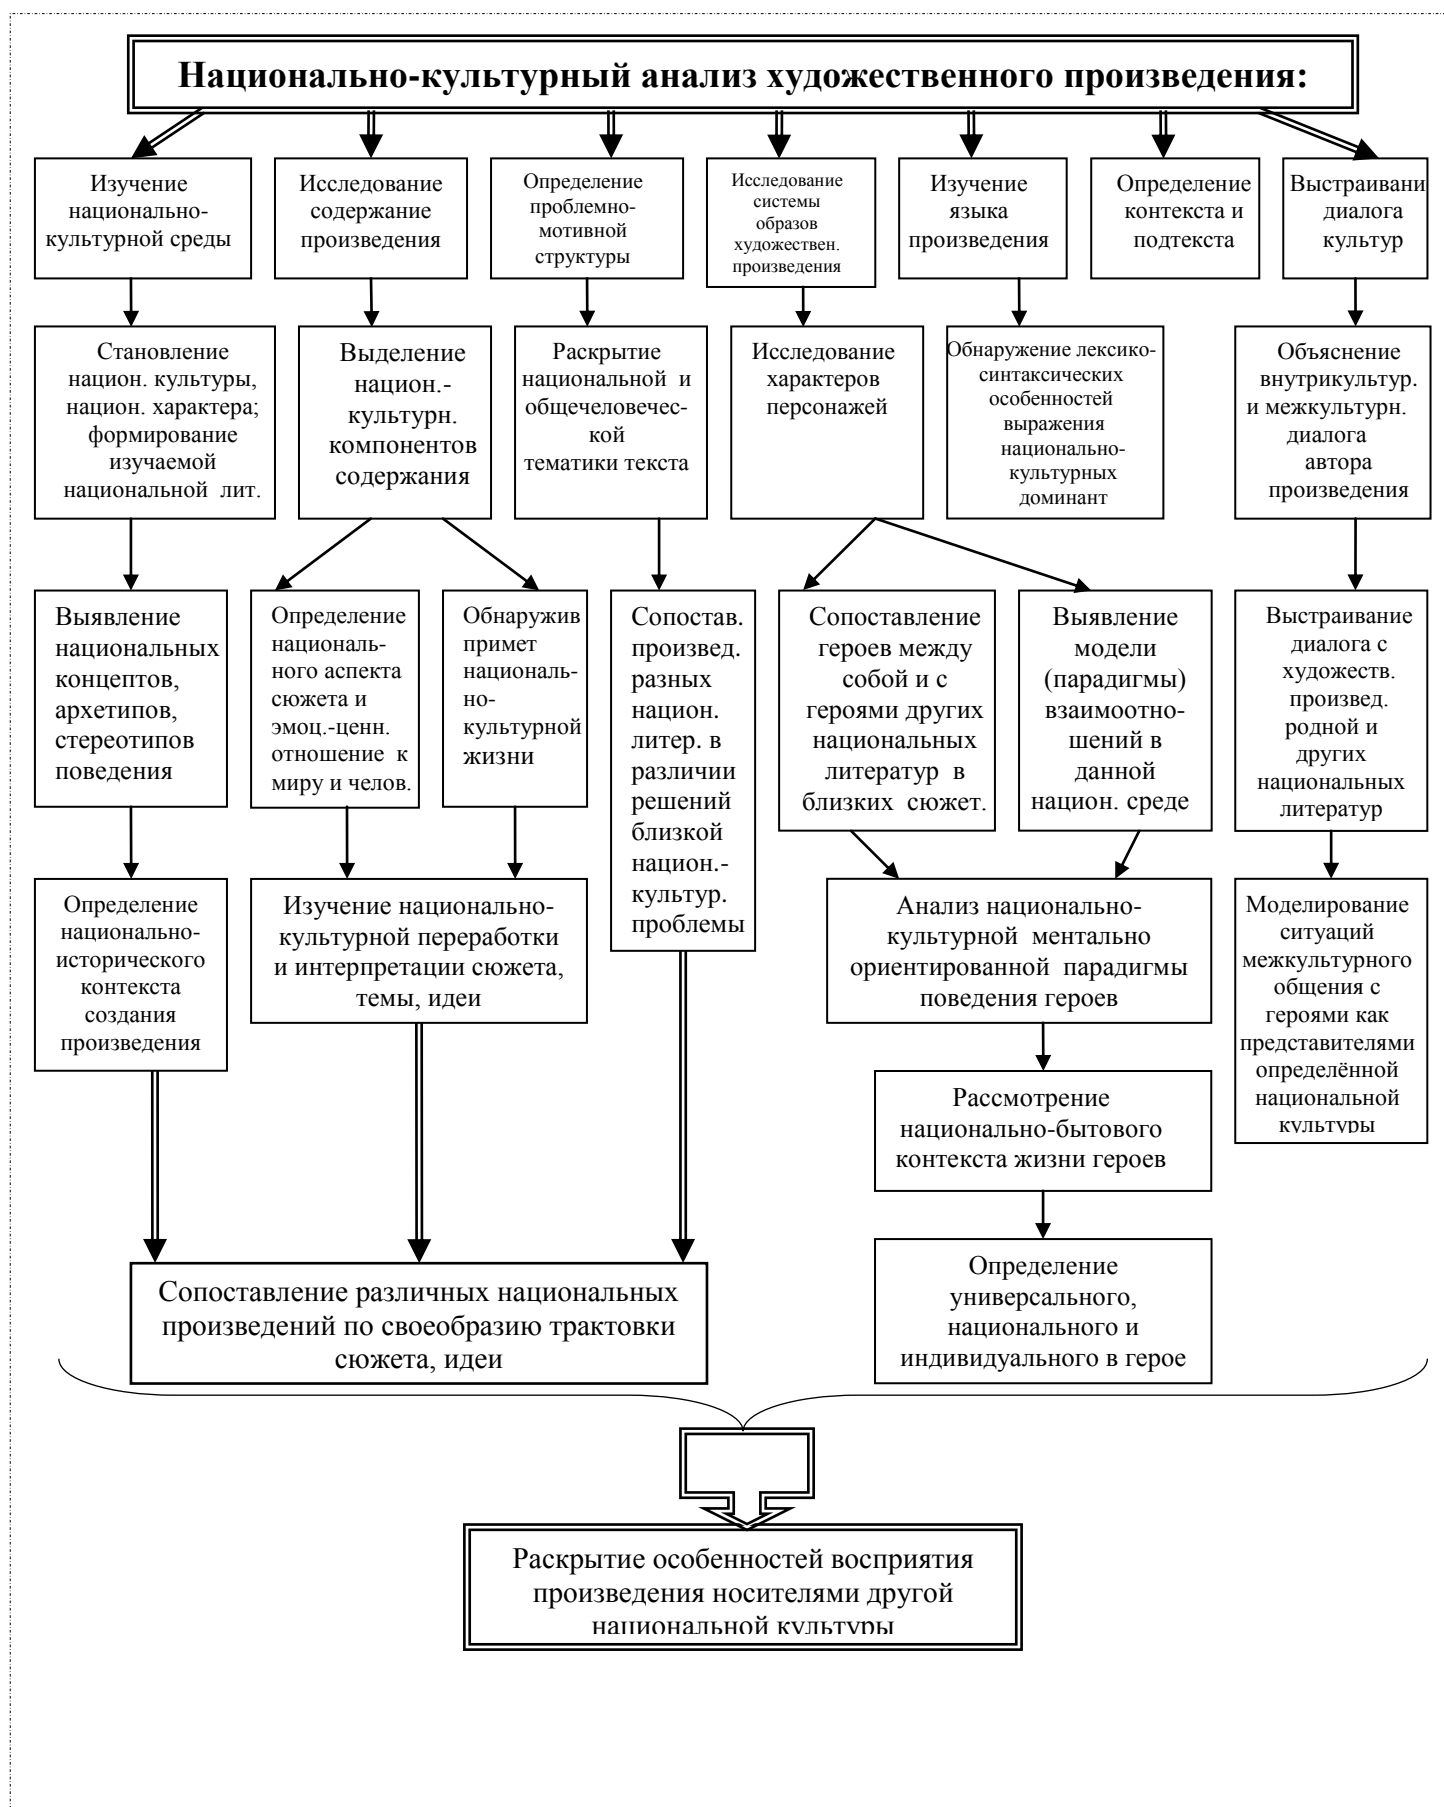 Национально-культурный анализ художественного произведения:
Изучение
национально-
культурной среды
Исследование
содержание
произведения
Определение
проблемно-
мотивной
структуры
Исследование
системы
образов
художествен.
произведения
Изучение
языка
произведения
Определение
контекста и
подтекста
Выстраивани
диалога
культур
Становление
национ. культуры,
национ. характера;
формирование
изучаемой
национальной лит.
Выделение
национ.-
культурн.
компонентов
содержания
Раскрытие
национальной и
общечеловечес-
кой
тематики текста
Исследование
характеров
персонажей
Обнаружение лексико-
синтаксических
особенностей
выражения
национально-
культурных
доминант
Объяснение
внутрикультур.
и межкультурн.
диалога
автора
произведения
Выявление
национальных
концептов,
архетипов,
стереотипов
поведения
Определение
националь-
ного аспекта
сюжета и
эмоц.-ценн.
отношение к
миру и челов.
Обнаружив
примет
националь-
но-
культурной
жизни
Сопостав.
произвед.
разных
национ.
литер. в
различии
решений
близкой
национ.-
культур.
проблемы
Сопоставление
героев между
собой и с
героями других
национальных
литератур в
близких сюжет.
Выявление
модели
(парадигмы)
взаимоотно-
шений в
данной
национ. среде
Выстраивание
диалога с
художеств.
произвед.
родной и
других
национальных
литератур
Определение
национально-
исторического
контекста
создания
произведения
Изучение национально-
культурной переработки
и интерпретации сюжета,
темы, идеи
Анализ национально-
культурной ментально
ориентированной парадигмы
поведения героев
Моделирование
ситуаций
межкультурного
общения с
героями как
представителями
определённой
национальной
культуры
Рассмотрение
национально-бытового
контекста жизни героев
Определение
универсального,
национального и
индивидуального в герое
Сопоставление различных национальных
произведений по своеобразию трактовки
сюжета, идеи
Раскрытие особенностей восприятия
произведения носителями другой
национальной культуры